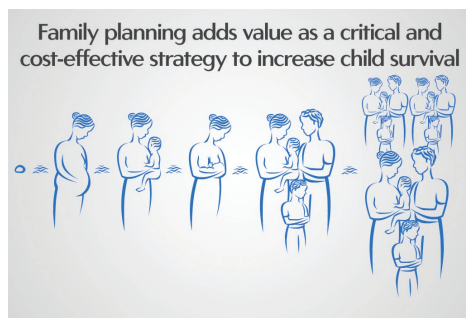 Family planning adds value as a critical and
cost-effective strategy to increase child survival